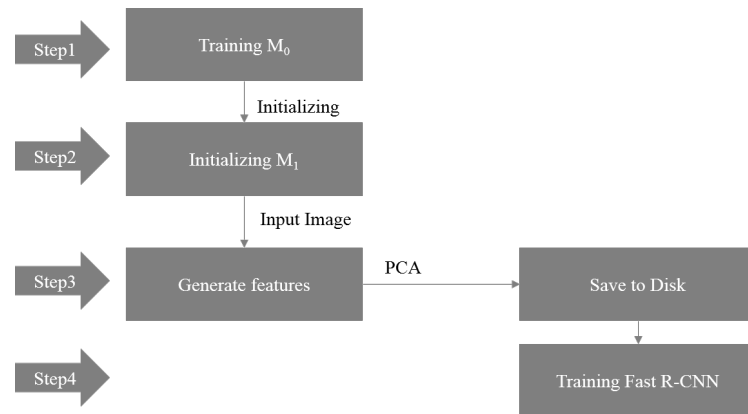 Step1
Training M₀
Initializing
Step2
Initializing M₁
Input Image
Step3
Generate features
PCA
Save to Disk
Step4
Training Fast R-CNN